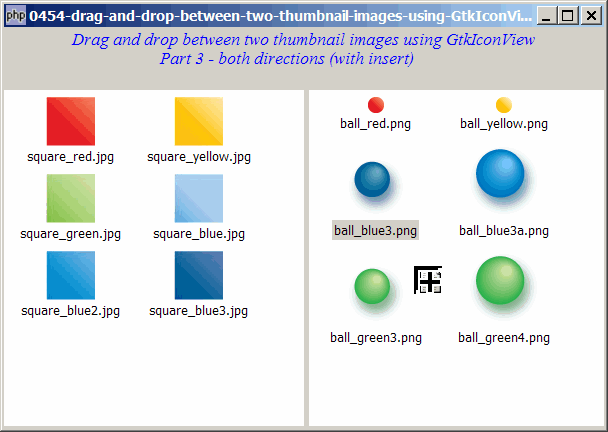 php 0454-drag-and-drop-between-two-thumbnail-images-using-GtkIconVi...
Drag and drop between two thumbnail images using GtkIconView
Part 3 - both directions (with insert)
square_red.jpg square_yellow.jpg
square_green.jpg square_blue.jpg
square_blue2.jpg square_blue3.jpg
ball_red.png ball_yellow.png
ball_blue3.png ball_blue3a.png
ball_green3.png ball_green4.png